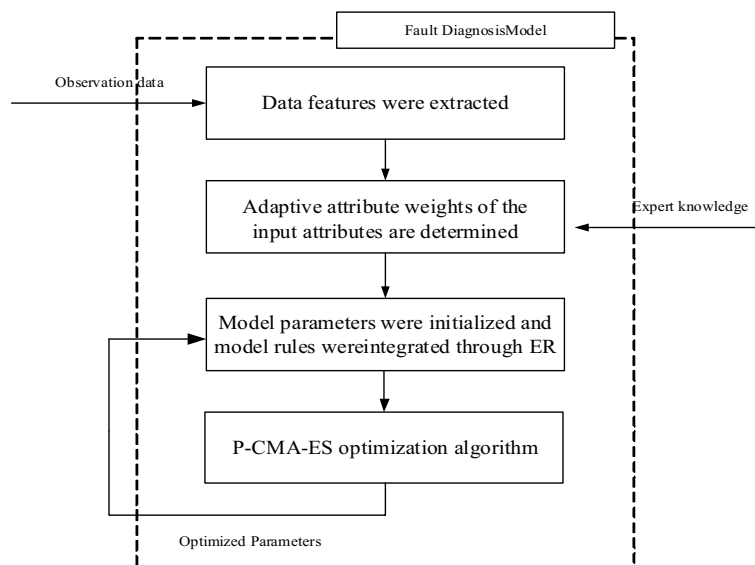 Fault DiagnosisModel
Observation data
Data features were extracted
Adaptive attribute weights of the
input attributes are determined
Expert knowledge
Model parameters were initialized and
model rules wereintegrated through ER
P-CMA-ES optimization algorithm
Optimized Parameters